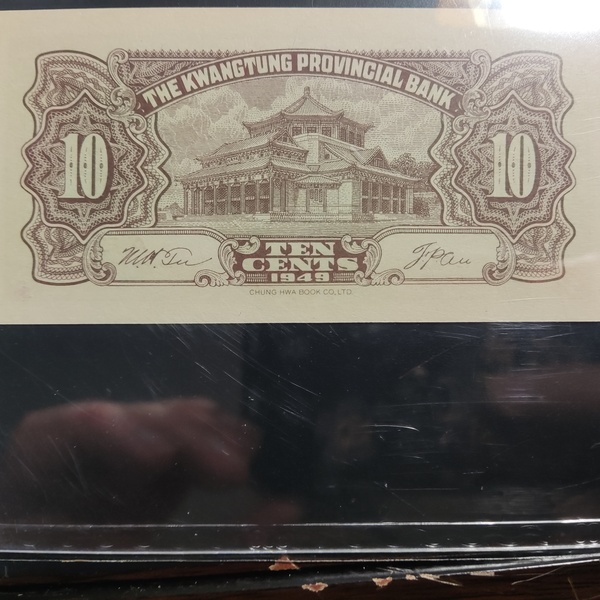 THE KWANGTUNG PROVINCIAL BANK
10 10
TEN
CENTS
1949
CHUNG HWA BOOK CO., LTD.